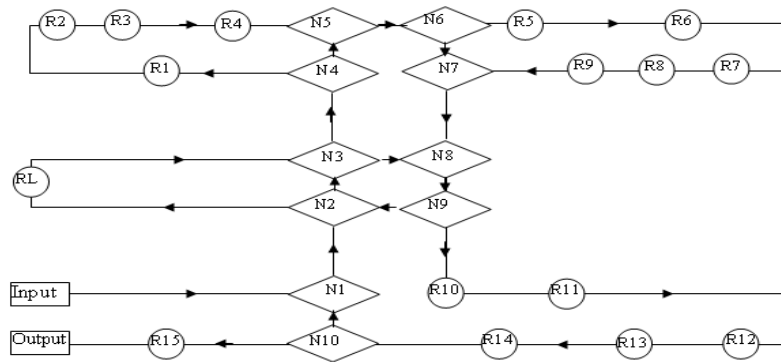 R2 R3 R4 N5 N6 R5 R6
R1 N4 N7 R9 R8 R7
RL N3 N8
N2 N9
Input N1 R10 R11
Output R15 N10 R14 R13 R12